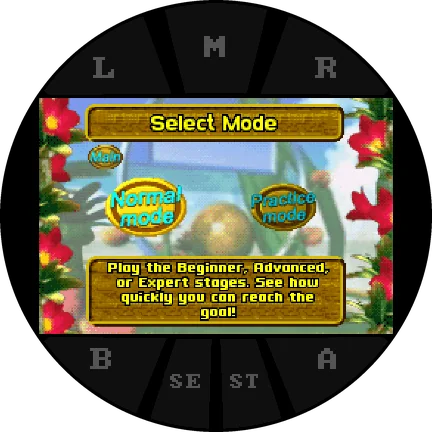 M
L
R
Select Mode
Main
Normal
mode
Practice
mode
Play the Beginner, Advanced,
or Expert stages. See how
quickly you can reach the
goal!
B
A
SE
ST